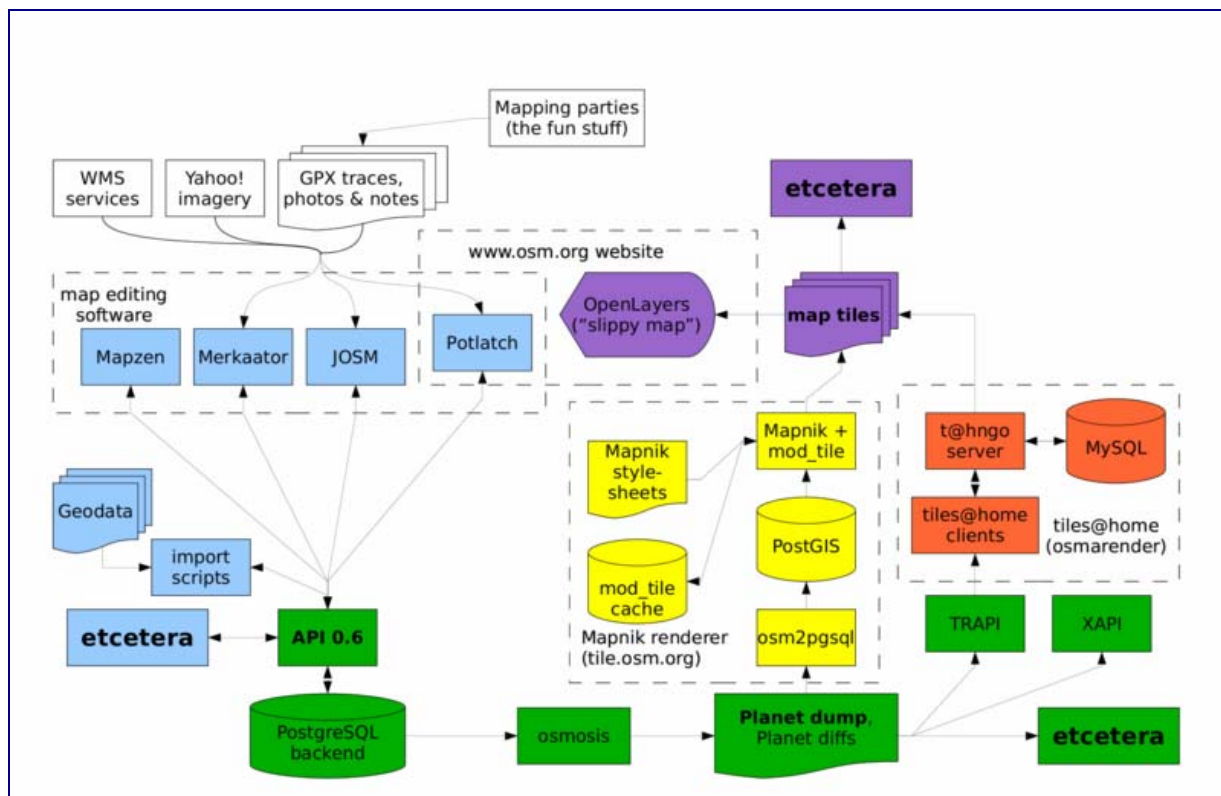 Mapping parties
(the fun stuff)
WMS
services
Yahoo!
imagery
GPX traces,
photos & notes
etcetera
www.osm.org website
map editing
software
OpenLayers
("slippy map")
map tiles
Mapzen
Merkaator
JOSM
Potlatch
Mapnik
style-
sheets
Mapnik +
mod_tile
t@hngo
server
MySQL
Geodata
import
scripts
PostGIS
tiles@home
clients
tiles@home
(osmarender)
mod_tile
cache
etcetera
API 0.6
Mapnik renderer
(tile.osm.org)
osm2pgsql
TRAPI
XAPI
PostgreSQL
backend
osmosis
Planet dump,
Planet diffs
etcetera